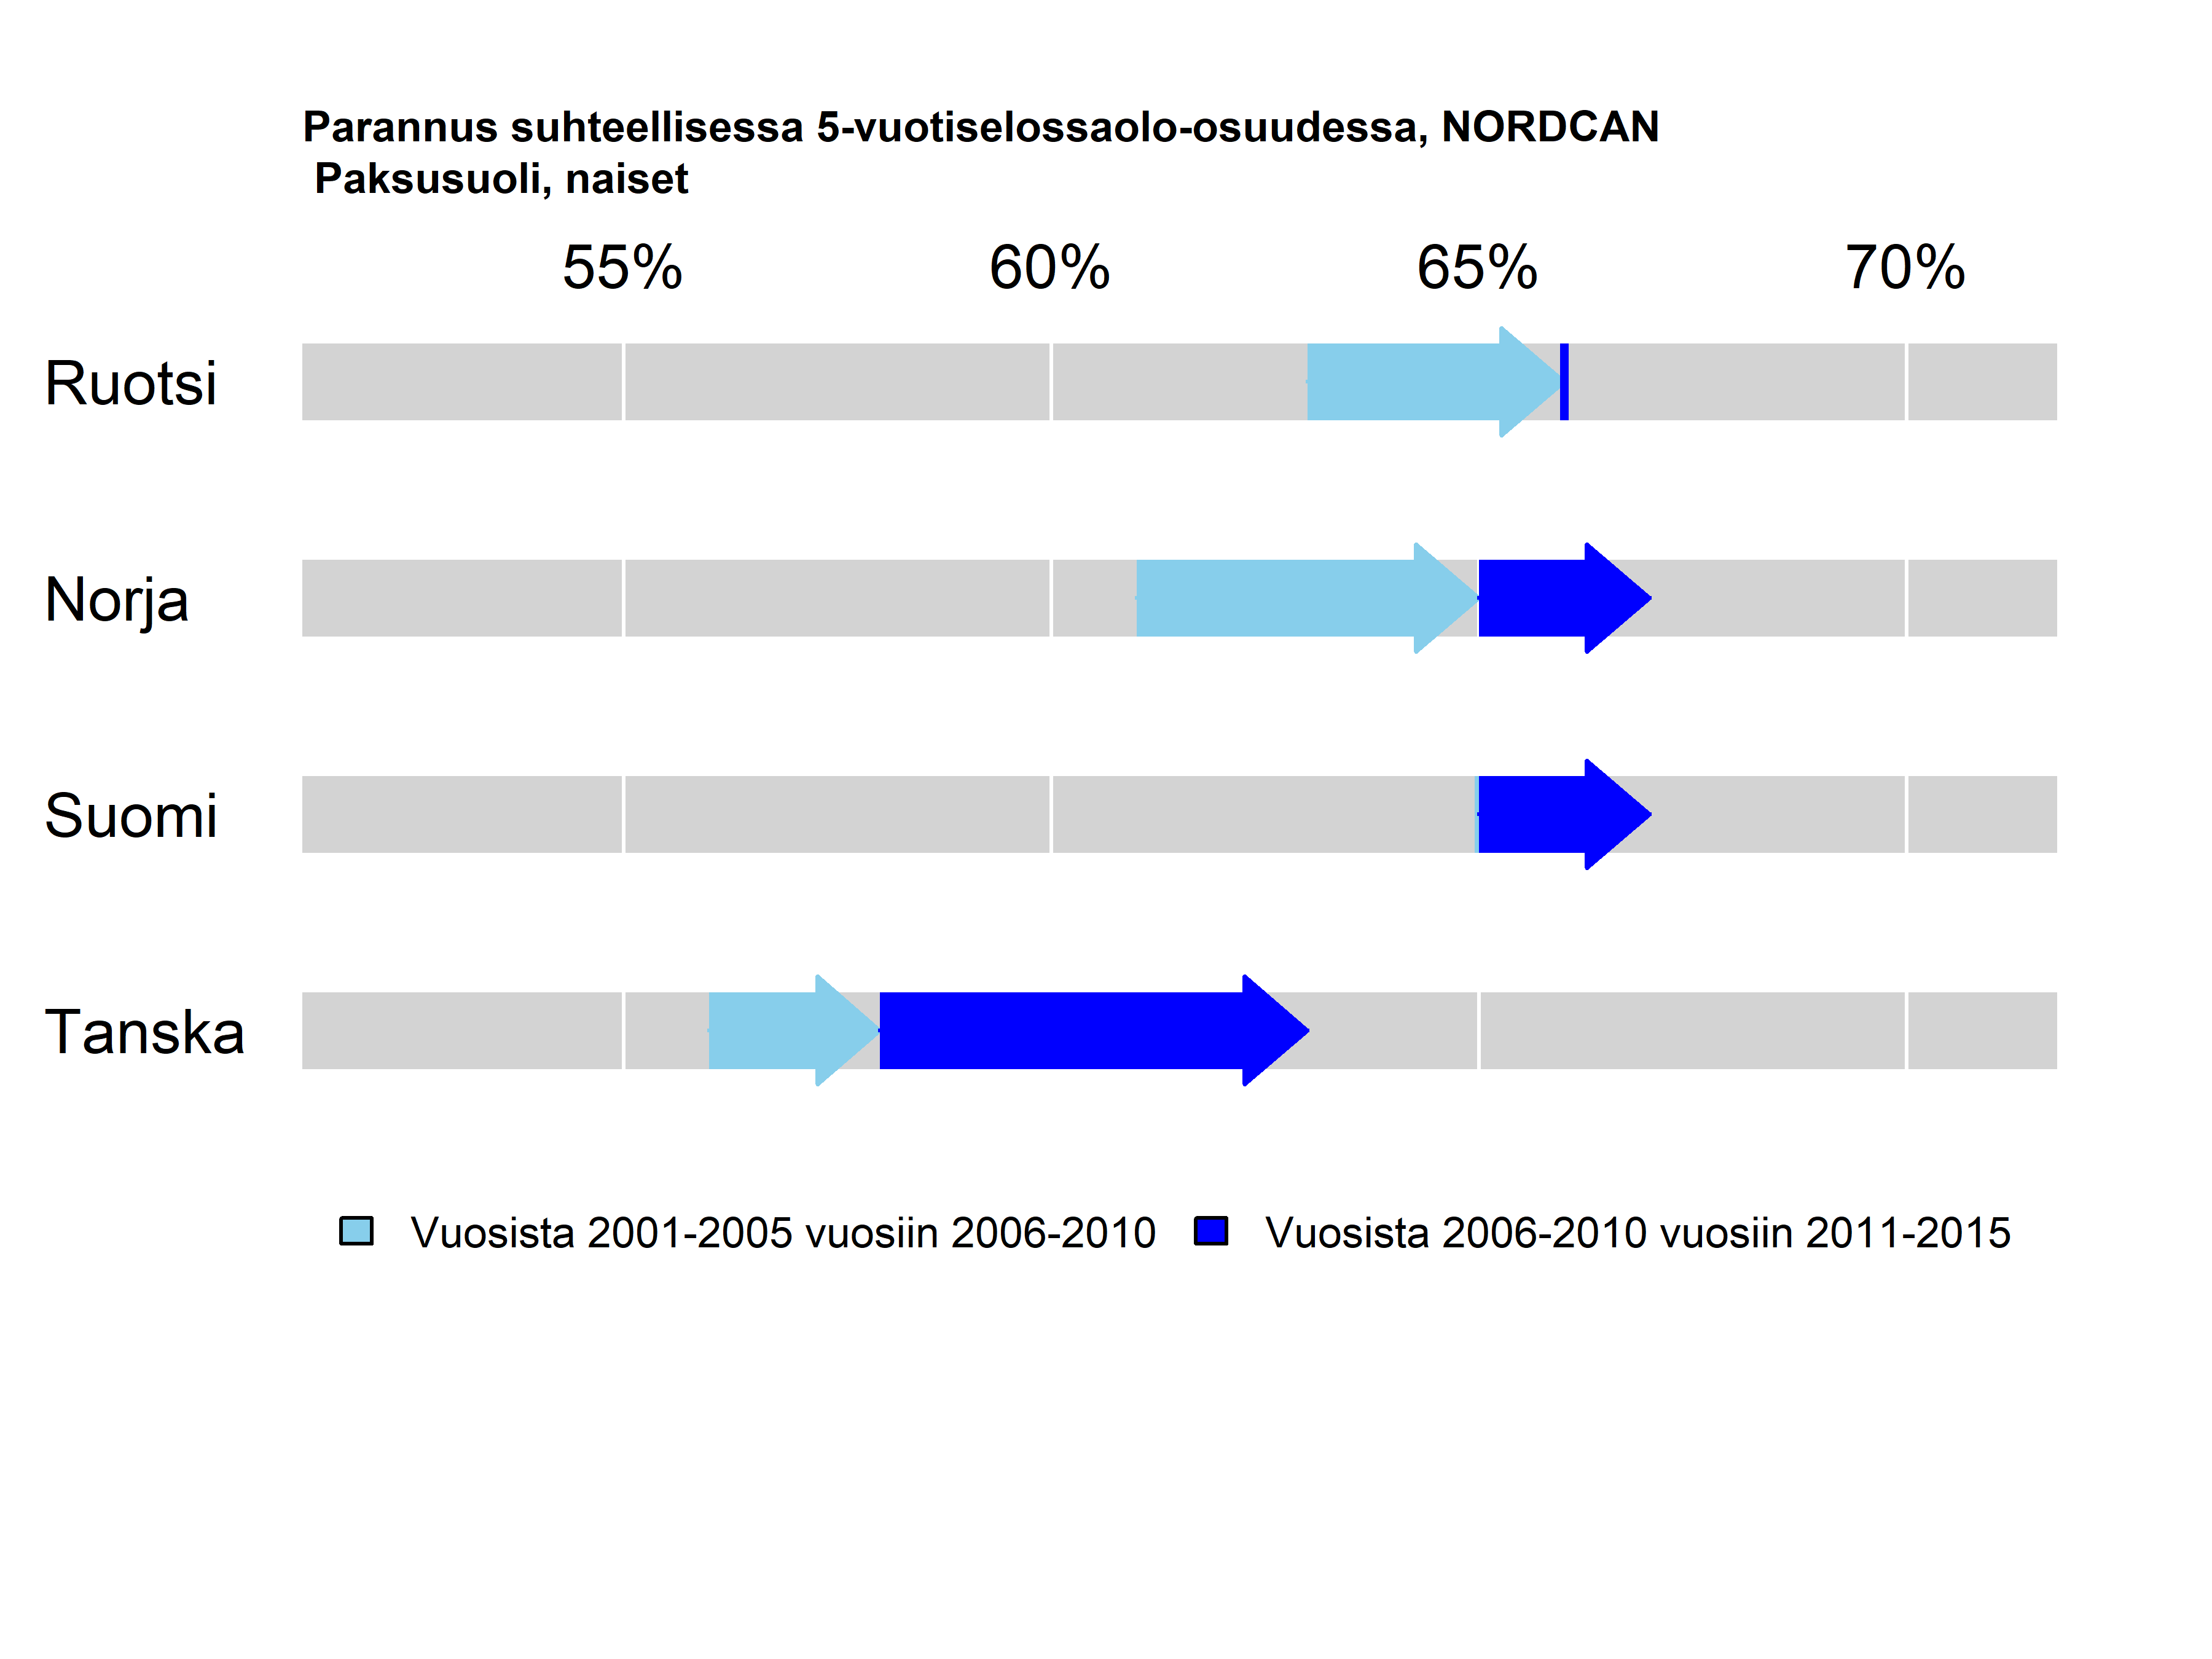 Parannus suhteellisessa 5-vuotiselossaolo-osuudessa, NORDCAN
Paksusuoli, naiset
55% 60% 65% 70%
Ruotsi
Norja
Suomi
Tanska
Vuosista 2001-2005 vuosiin 2006-2010 Vuosista 2006-2010 vuosiin 2011-2015